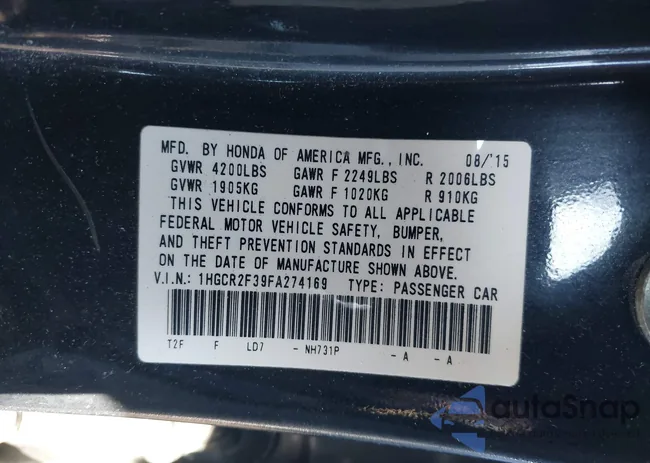 MFD. BY HONDA OF AMERICA MFG., INC. 08/'15
GVWR 4200LBS GAWR F 2249LBS R 2006LBS
GVWR 1905KG GAWR F 1020KG R 910KG
THIS VEHICLE CONFORMS TO ALL APPLICABLE
FEDERAL MOTOR VEHICLE SAFETY, BUMPER,
AND THEFT PREVENTION STANDARDS IN EFFECT
ON THE DATE OF MANUFACTURE SHOWN ABOVE.
V.I.N.: 1HGCR2F39FA274169 TYPE: PASSENGER CAR
T2F F LD7 - NH731P - A - A
autoSnap